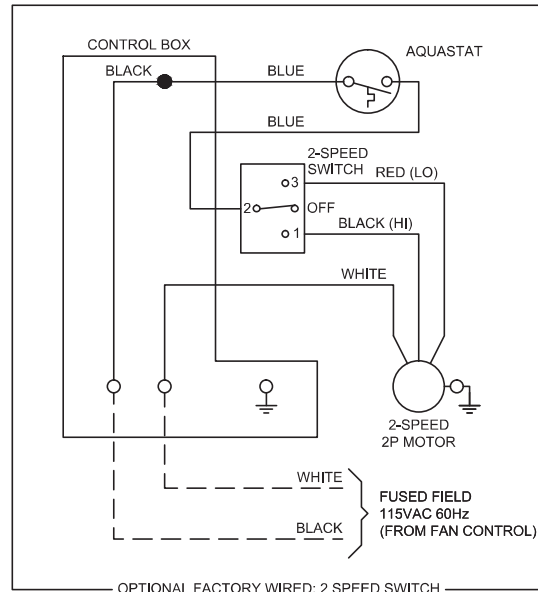 CONTROL BOX
AQUASTAT
BLACK
BLUE
BLUE
2-SPEED
SWITCH
RED (LO)
3
2
OFF
BLACK (HI)
1
WHITE
2-SPEED
2P MOTOR
WHITE
FUSED FIELD
115VAC 60Hz
(FROM FAN CONTROL)
BLACK
OPTIONAL FACTORY WIRED: 2 SPEED SWITCH